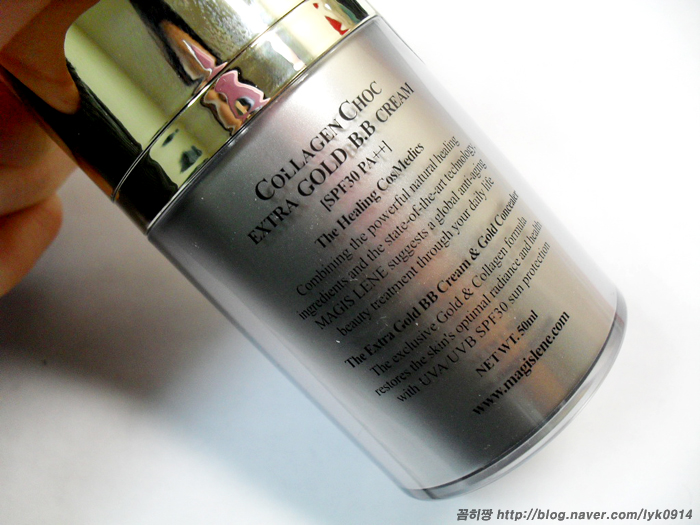 COLLAGEN CHOC
EXTRA GOLD B.B CREAM
[SPF30 PA++]
The Healing CosMedics
Combining the powerful natural healing
ingredients and the state-of-the-art technology,
MAGIS LENE suggests a global anti-aging
beauty treatment through your daily life
The Extra Gold BB Cream & Gold Concealer
The exclusive Gold & Collagen formula
restores the skin's optimal radiance and health
with UVA UVB SPF30 sun protection
NET WT. 50ml
www.magislene.com
꼼히짱 http://blog.naver.com/lyk0914